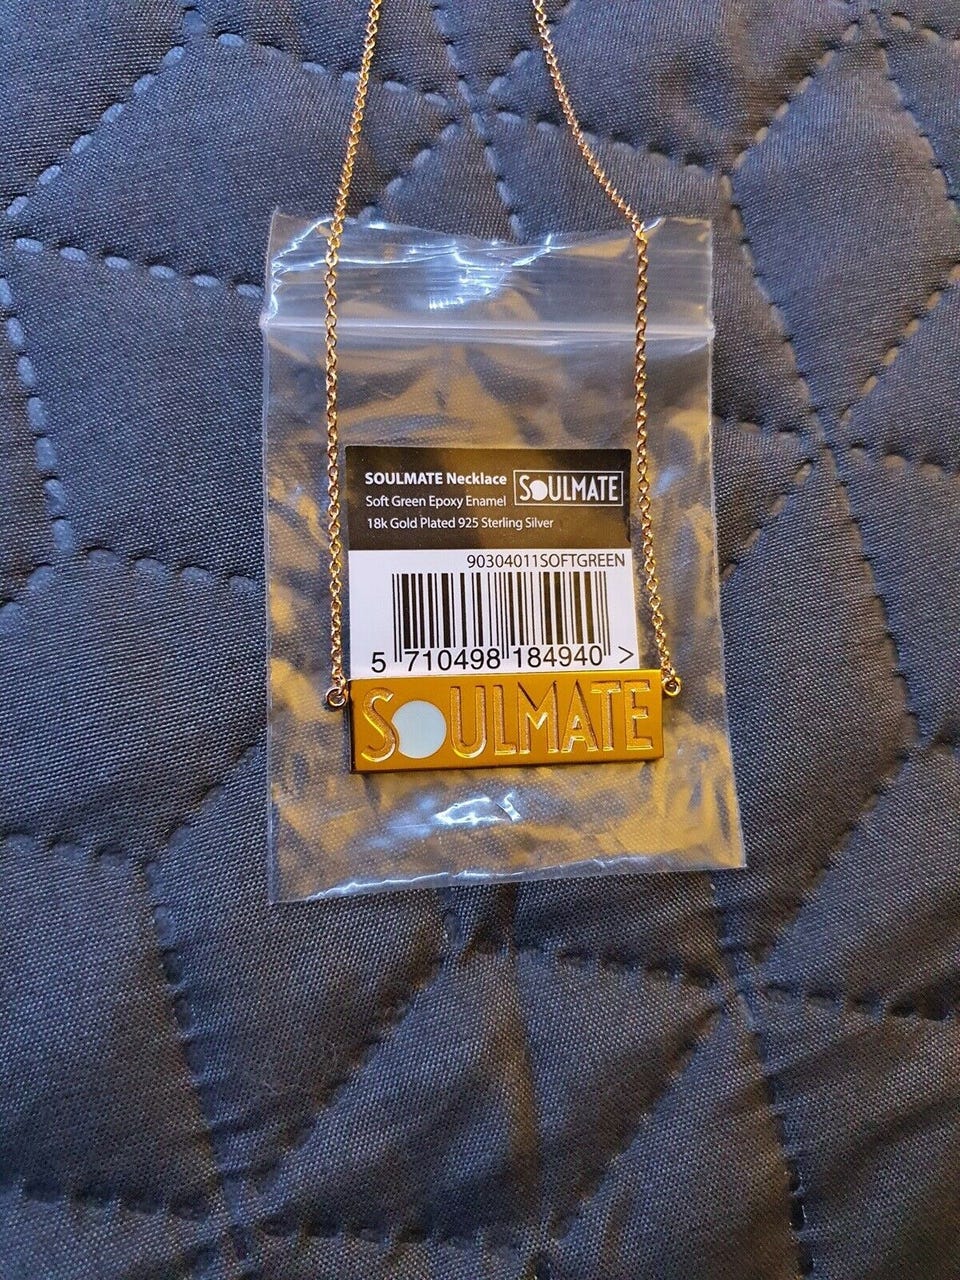 SOULMATE Necklace
SOULMATE
Soft Green Epoxy Enamel
18k Gold Plated 925 Sterling Silver
90304011SOFTGREEN
5 710498 184940 >
SOULMATE